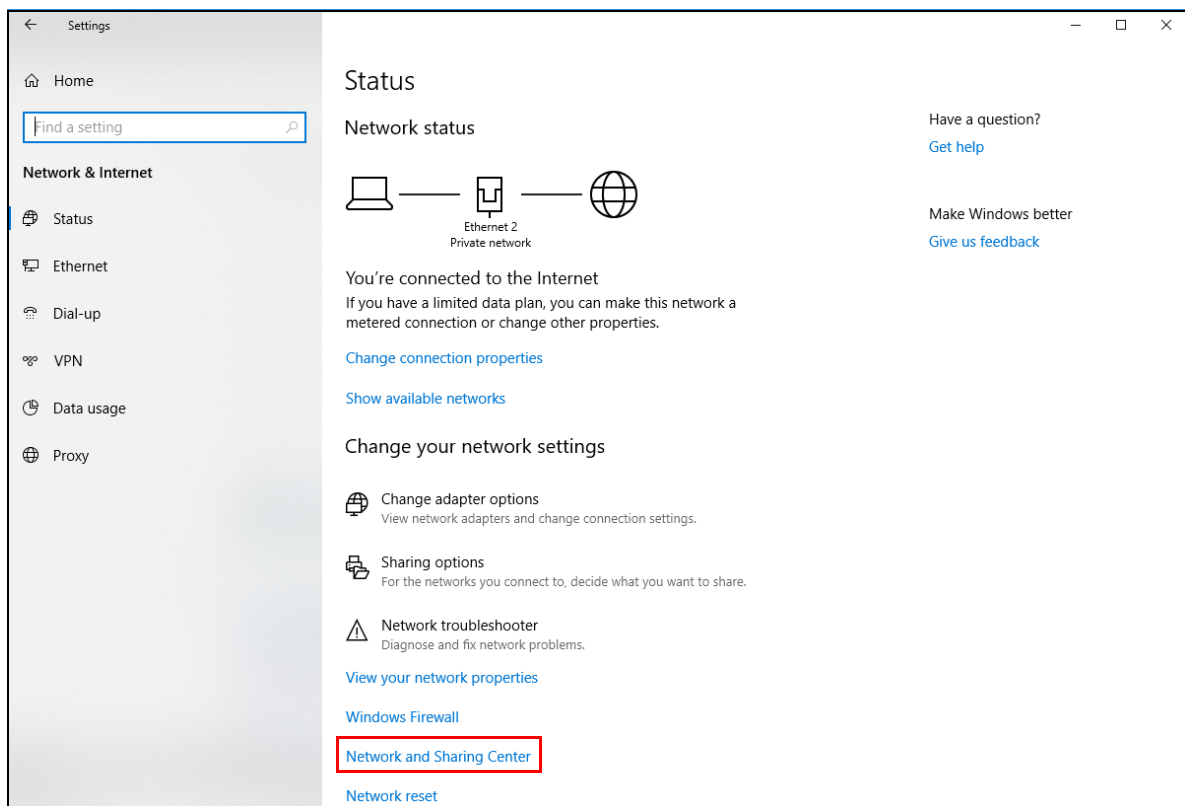 Settings
Home
Find a setting
Network & Internet
Status
Ethernet
Dial-up
VPN
Data usage
Proxy
Status
Network status
Ethernet 2
Private network
You're connected to the Internet
If you have a limited data plan, you can make this network a
metered connection or change other properties.
Change connection properties
Show available networks
Change your network settings
Change adapter options
View network adapters and change connection settings.
Sharing options
For the networks you connect to, decide what you want to share.
Network troubleshooter
Diagnose and fix network problems.
View your network properties
Windows Firewall
Network and Sharing Center
Network reset
Have a question?
Get help
Make Windows better
Give us feedback